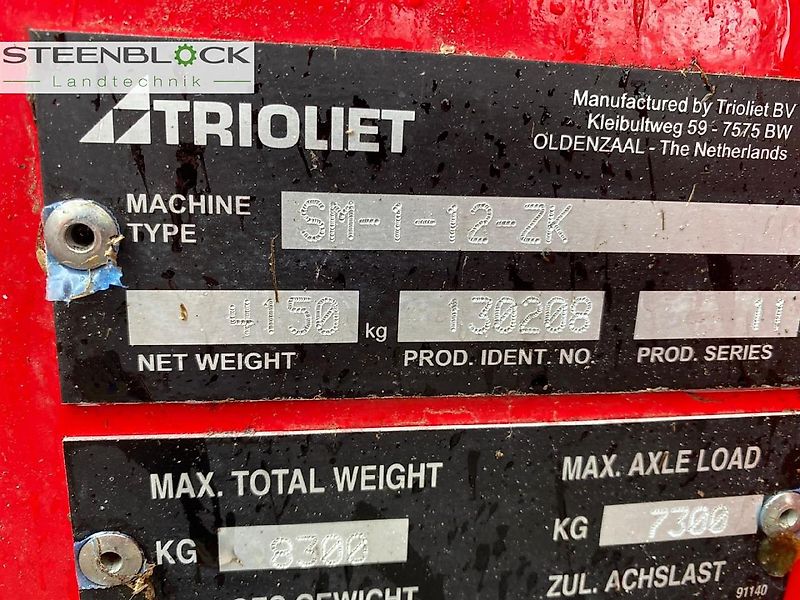 STEENBLOCK
Landtechnik
TRIOLIET
Manufactured by Trioliet BV
Kleibultweg 59 - 7575 BW
OLDENZAAL - The Netherlands
MACHINE
TYPE
SM-1-12-ZK
4150 kg
130208
11
NET WEIGHT
PROD. IDENT. NO.
PROD. SERIES
MAX. TOTAL WEIGHT
MAX. AXLE LOAD
KG 8300
KG 7300
ZUL. ACHSLAST
91140